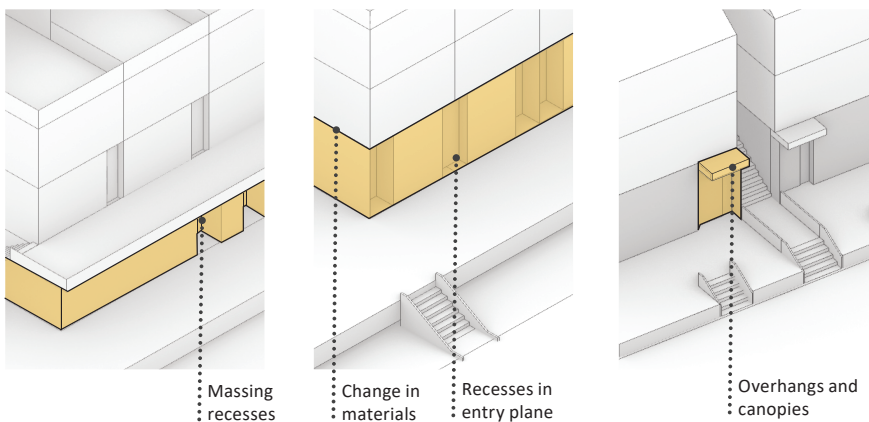 Massing
recesses
Change in
materials
Recesses in
entry plane
Overhangs and
canopies